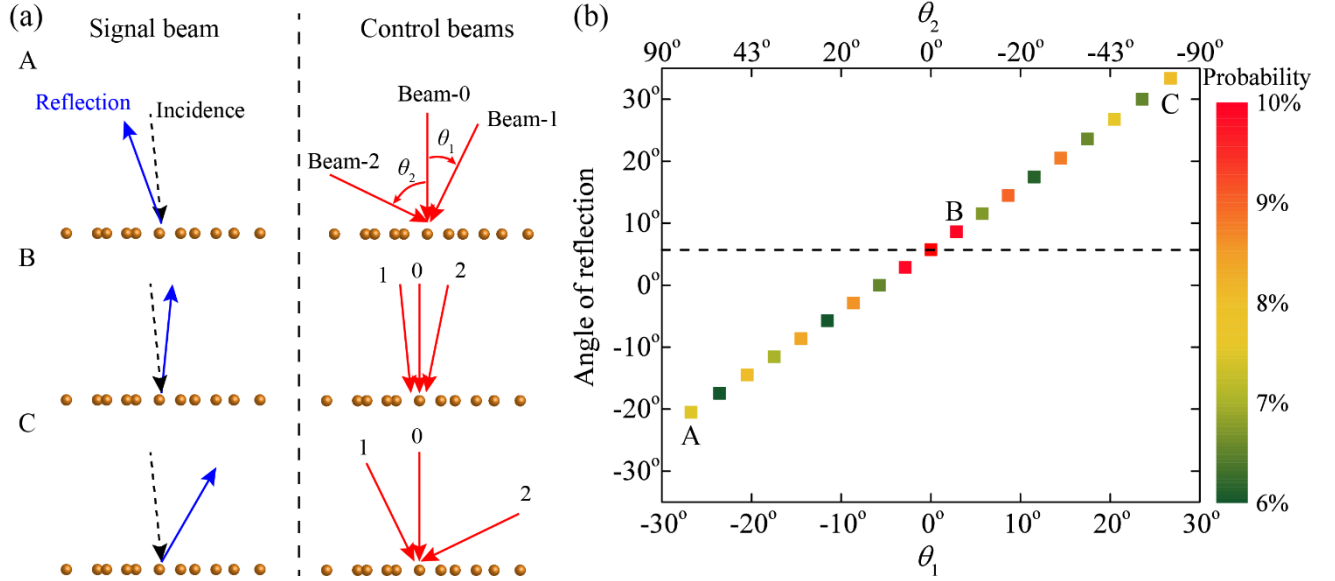 (a)
Signal beam
Control beams
A
Reflection
Incidence
Beam-0
Beam-1
Beam-2
θ1
θ2
B
1
0
2
C
1
0
2
(b)
θ2
90° 43° 20° 0° -20° -43° -90°
Angle of reflection
30°
20°
10°
0°
-10°
-20°
-30°
A
B
C
-30° -20° -10° 0° 10° 20° 30°
θ1
Probability
10%
9%
8%
7%
6%